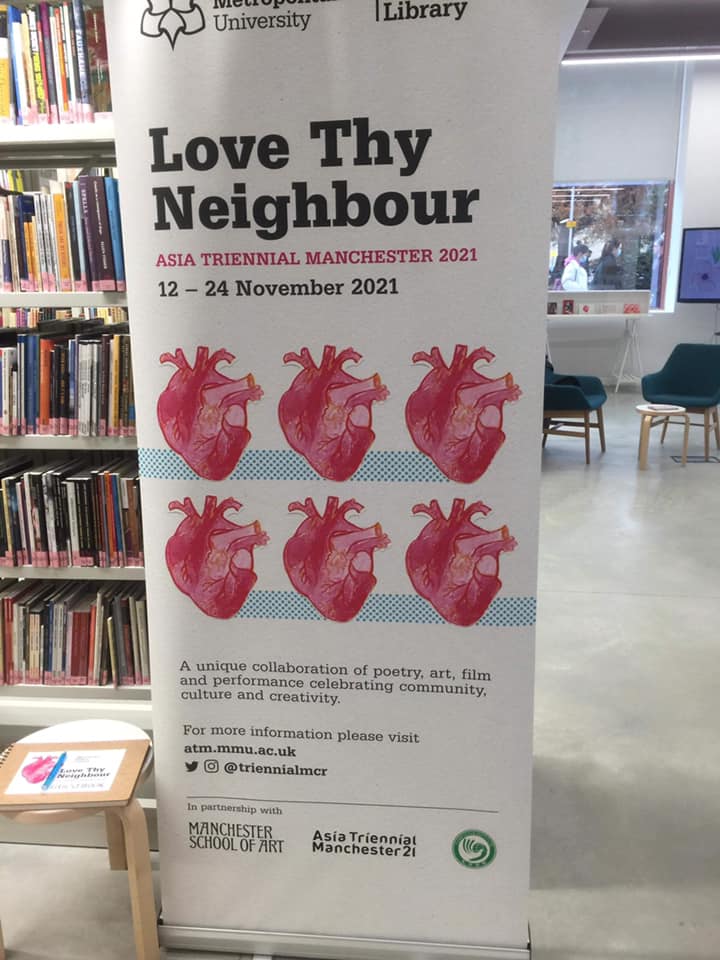 University
Library
Love Thy
Neighbour
ASIA TRIENNIAL MANCHESTER 2021
12 – 24 November 2021
A unique collaboration of poetry, art, film
and performance celebrating community,
culture and creativity.
For more information please visit
atm.mmu.ac.uk
@triennialmcr
In partnership with
MANCHESTER
SCHOOL OF ART
Asia Triennial
Manchester21
Love Thy
Neighbour